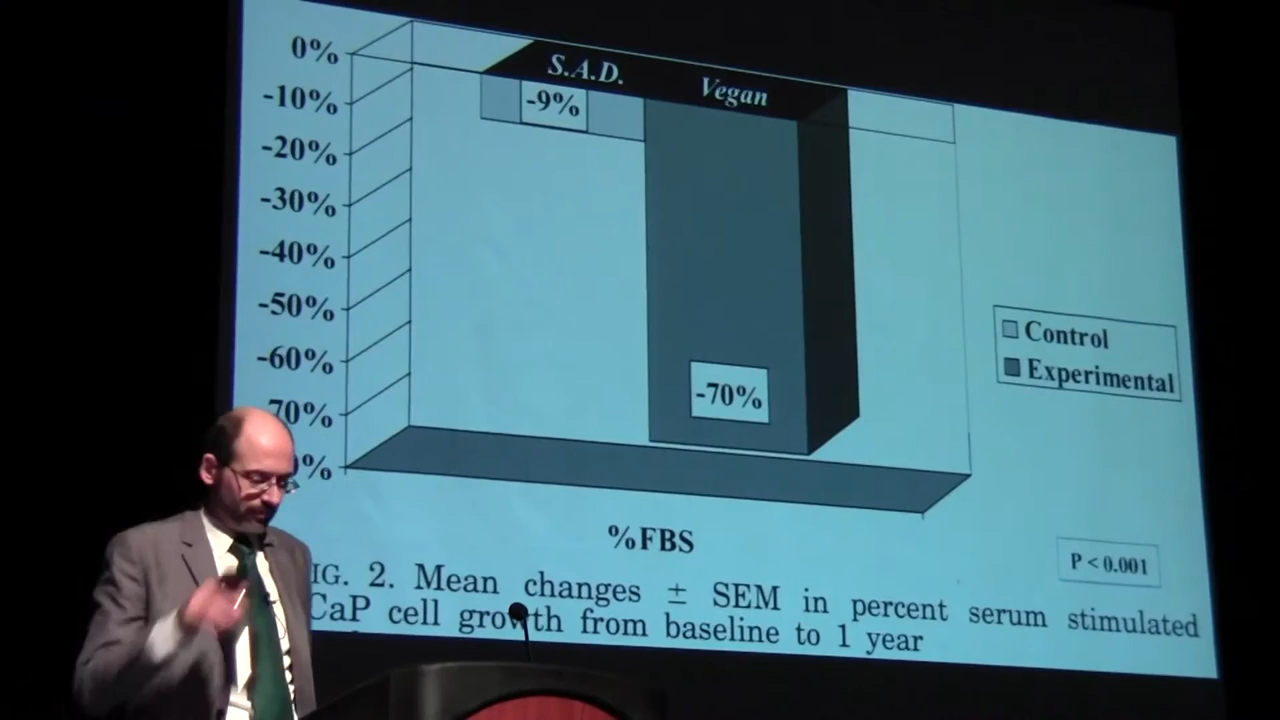 0%
-10%
-20%
-30%
-40%
-50%
-60%
70%
0%
S.A.D.
Vegan
-9%
-70%
Control
Experimental
%FBS
P < 0.001
IG. 2. Mean changes ± SEM in percent serum stimulated
CaP cell growth from baseline to 1 year